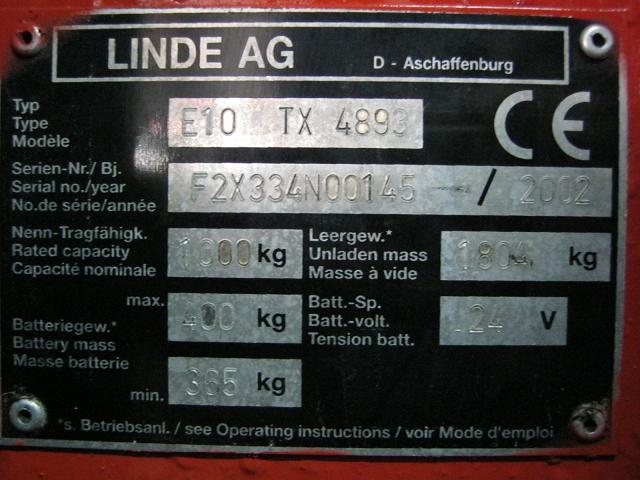 LINDE AG D - Aschaffenburg
Typ
Type
Modèle
E10 TX 4893
CE
Serien-Nr./ Bj.
Serial no./year
No.de série/année
F2X334N00145 / 2002
Nenn-Tragfähigk.
Rated capacity
Capacité nominale
1000 kg
Leergew.*
Unladen mass
Masse à vide
1804 kg
Batteriegew.*
Battery mass
Masse batterie
max.
400 kg
min.
365 kg
Batt.-Sp.
Batt.-volt.
Tension batt.
24 V
*s. Betriebsanl. / see Operating instructions / voir Mode d'emploi